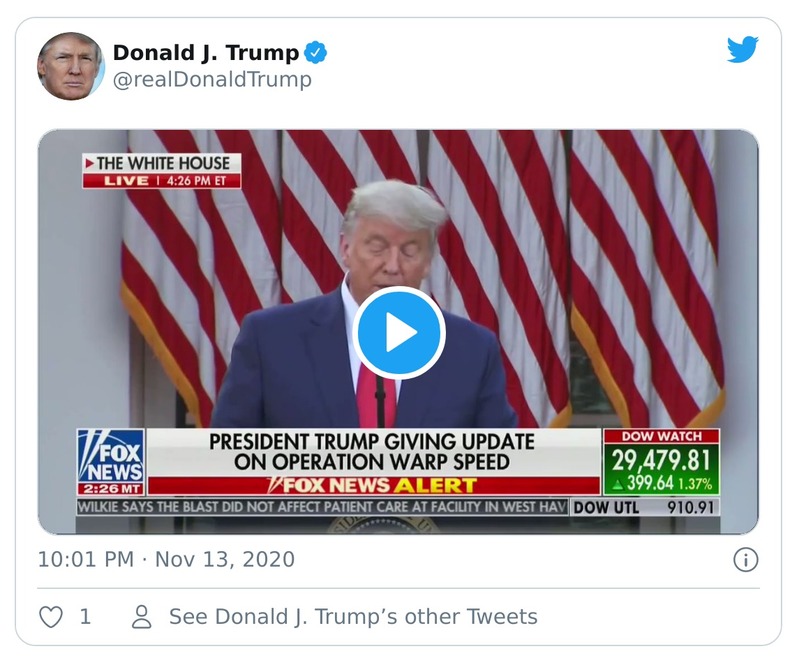 Donald J. Trump
@realDonaldTrump
THE WHITE HOUSE
LIVE | 4:26 PM ET
FOX
NEWS
2:26 MT
PRESIDENT TRUMP GIVING UPDATE
ON OPERATION WARP SPEED
FOX NEWS ALERT
DOW WATCH
29,479.81
399.64 1.37%
WILKIE SAYS THE BLAST DID NOT AFFECT PATIENT CARE AT FACILITY IN WEST HAV
DOW UTL 910.91
10:01 PM · Nov 13, 2020
1 See Donald J. Trump’s other Tweets